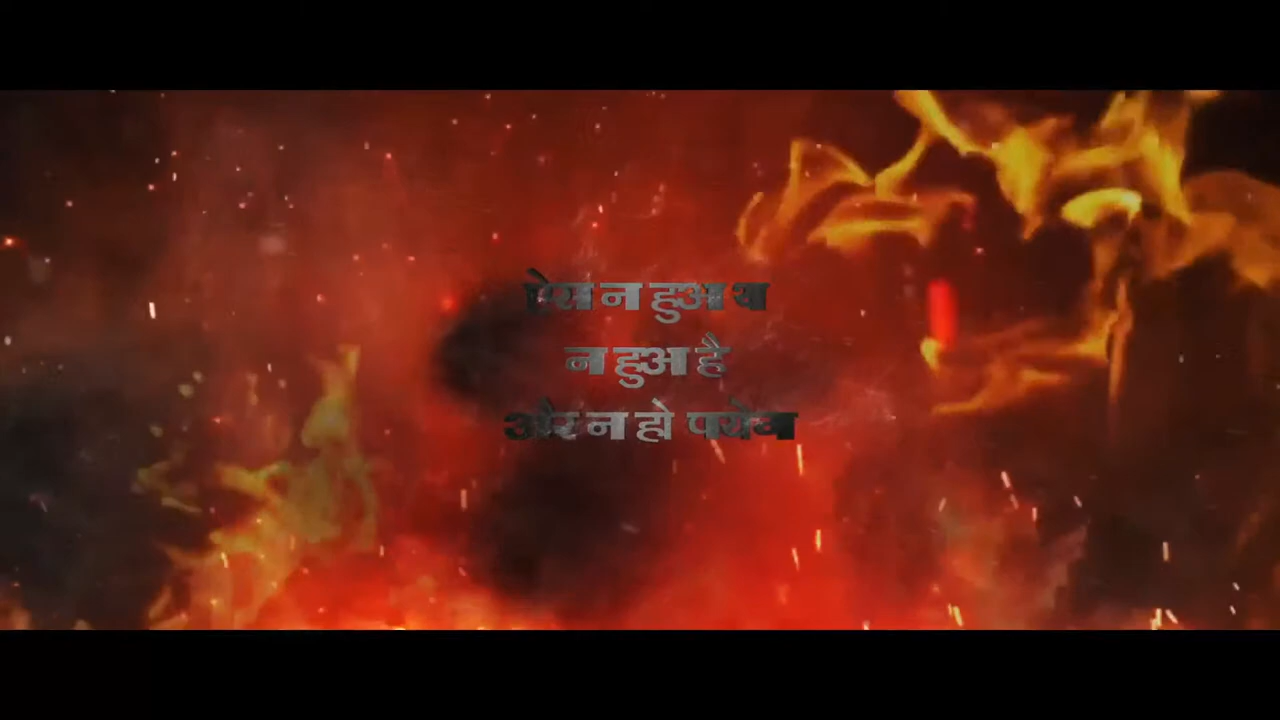 ऐसा न हुआ था
न हुआ है
और न हो पायेगा